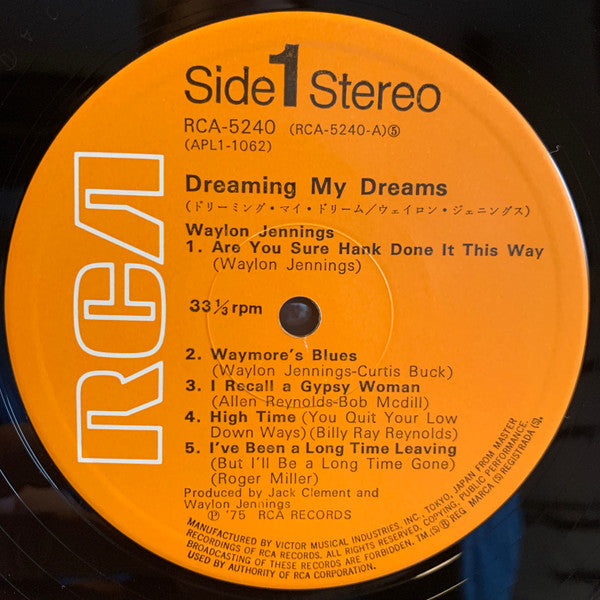 Side 1 Stereo
RCA-5240 (RCA-5240-A)⑤
(APL1-1062)
RCA
Dreaming My Dreams
(ドリーミング・マイ・ドリーム／ウェイロン・ジェニングス)
Waylon Jennings
1. Are You Sure Hank Done It This Way
(Waylon Jennings)
33⅓ rpm
2. Waymore's Blues
(Waylon Jennings-Curtis Buck)
3. I Recall a Gypsy Woman
(Allen Reynolds-Bob Mcdill)
4. High Time (You Quit Your Low
Down Ways) (Billy Ray Reynolds)
5. I've Been a Long Time Leaving
(But I'll Be a Long Time Gone)
(Roger Miller)
Produced by Jack Clement and
Waylon Jennings
℗ '75 RCA RECORDS
MANUFACTURED BY VICTOR MUSICAL INDUSTRIES, INC. TOKYO, JAPAN FROM MASTER
RECORDINGS OF RCA RECORDS. ALL RIGHTS RESERVED. COPYING, PUBLIC PERFORMANCE,
BROADCASTING OF THESE RECORDS ARE FORBIDDEN. TM.Ⓢ® REG MARCA Ⓢ REGISTRADA Ⓢ.
USED BY AUTHORITY OF RCA CORPORATION.